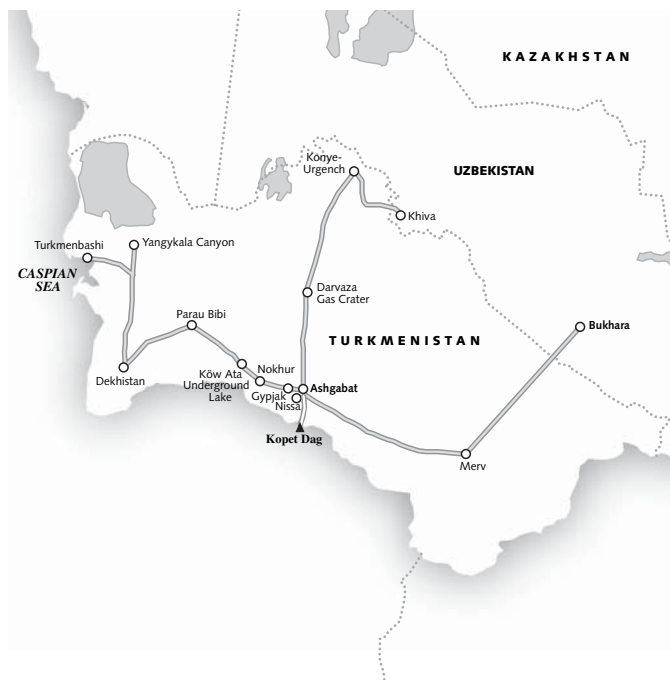 KAZAKHSTAN
Konye-
Urgench
UZBEKISTAN
Khiva
Turkmenbashi
Yangykala Canyon
CASPIAN
SEA
Darvaza
Gas Crater
Parau Bibi
TURKMENISTAN
Bukhara
Dekhistan
Köw Ata
Underground
Lake
Nokhur
Gypjak
Nissa
Ashgabat
Kopet Dag
Merv